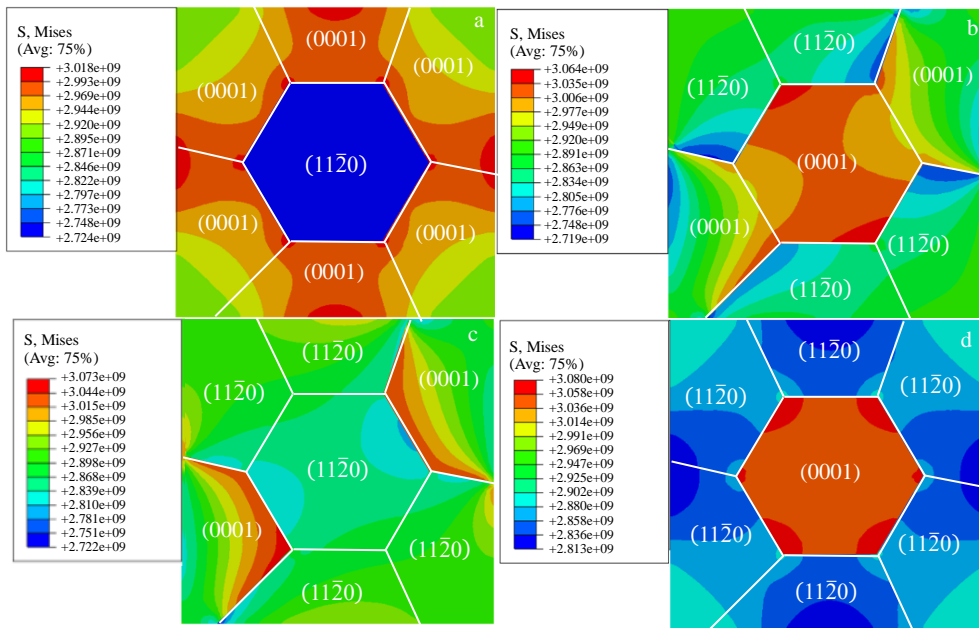 S, Mises
(Avg: 75%)
+3.018e+09
+2.993e+09
+2.969e+09
+2.944e+09
+2.920e+09
+2.895e+09
+2.871e+09
+2.846e+09
+2.822e+09
+2.797e+09
+2.773e+09
+2.748e+09
+2.724e+09
a
(0001)
(0001)
(0001)
(112̅0)
(0001)
(0001)
(0001)
S, Mises
(Avg: 75%)
+3.064e+09
+3.035e+09
+3.006e+09
+2.977e+09
+2.949e+09
+2.920e+09
+2.891e+09
+2.863e+09
+2.834e+09
+2.805e+09
+2.776e+09
+2.748e+09
+2.719e+09
b
(112̅0)
(112̅0)
(0001)
(0001)
(0001)
(112̅0)
(112̅0)
S, Mises
(Avg: 75%)
+3.073e+09
+3.044e+09
+3.015e+09
+2.985e+09
+2.956e+09
+2.927e+09
+2.898e+09
+2.868e+09
+2.839e+09
+2.810e+09
+2.781e+09
+2.751e+09
+2.722e+09
c
(112̅0)
(112̅0)
(0001)
(112̅0)
(0001)
(112̅0)
(112̅0)
S, Mises
(Avg: 75%)
+3.080e+09
+3.058e+09
+3.036e+09
+3.014e+09
+2.991e+09
+2.969e+09
+2.947e+09
+2.925e+09
+2.902e+09
+2.880e+09
+2.858e+09
+2.836e+09
+2.813e+09
d
(112̅0)
(112̅0)
(112̅0)
(0001)
(112̅0)
(112̅0)
(112̅0)